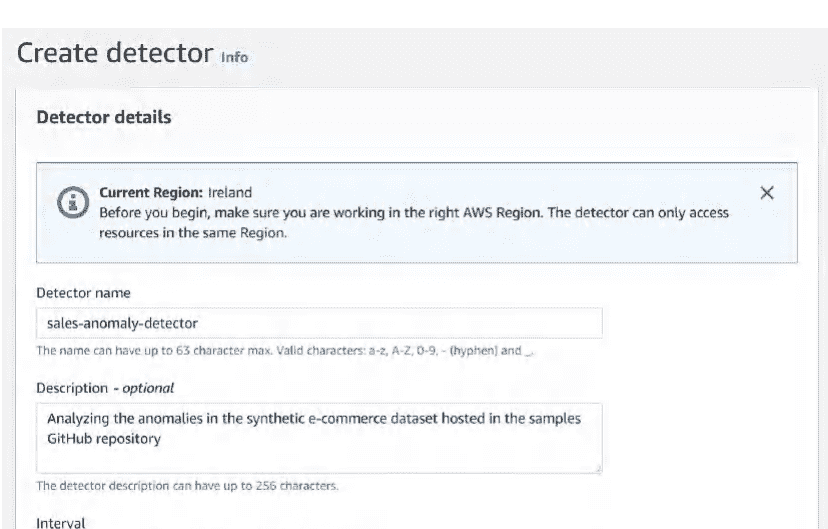 Create detector Info
Detector details
Current Region: Ireland
Before you begin, make sure you are working in the right AWS Region. The detector can only access
resources in the same Region.
Detector name
sales-anomaly-detector
The name can have up to 63 character max. Valid characters: a-z, A-Z, 0-9, - (hyphen) and _.
Description - optional
Analyzing the anomalies in the synthetic e-commerce dataset hosted in the samples
GitHub repository
The detector description can have up to 256 characters.
Interval